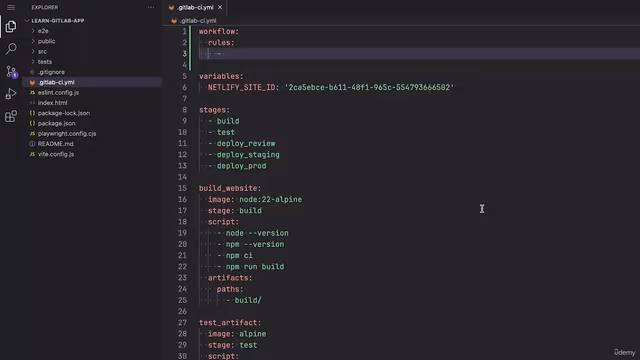 EXPLORER
...
LEARN-GITLAB-APP
e2e
public
src
tests
.gitignore
.gitlab-ci.yml
eslint.config.js
index.html
package-lock.json
package.json
playwright.config.cjs
README.md
vite.config.js
.gitlab-ci.yml
.gitlab-ci.yml
1 workflow:
2 rules:
3 -
4
5 variables:
6 NETLIFY_SITE_ID: '2ca5ebce-b611-48f1-965c-554793666502'
7
8 stages:
9 - build
10 - test
11 - deploy_review
12 - deploy_staging
13 - deploy_prod
14
15 build_website:
16 image: node:22-alpine
17 stage: build
18 script:
19 - node --version
20 - npm --version
21 - npm ci
22 - npm run build
23 artifacts:
24 paths:
25 - build/
26
27 test_artifact:
28 image: alpine
29 stage: test
30 script:
udemy